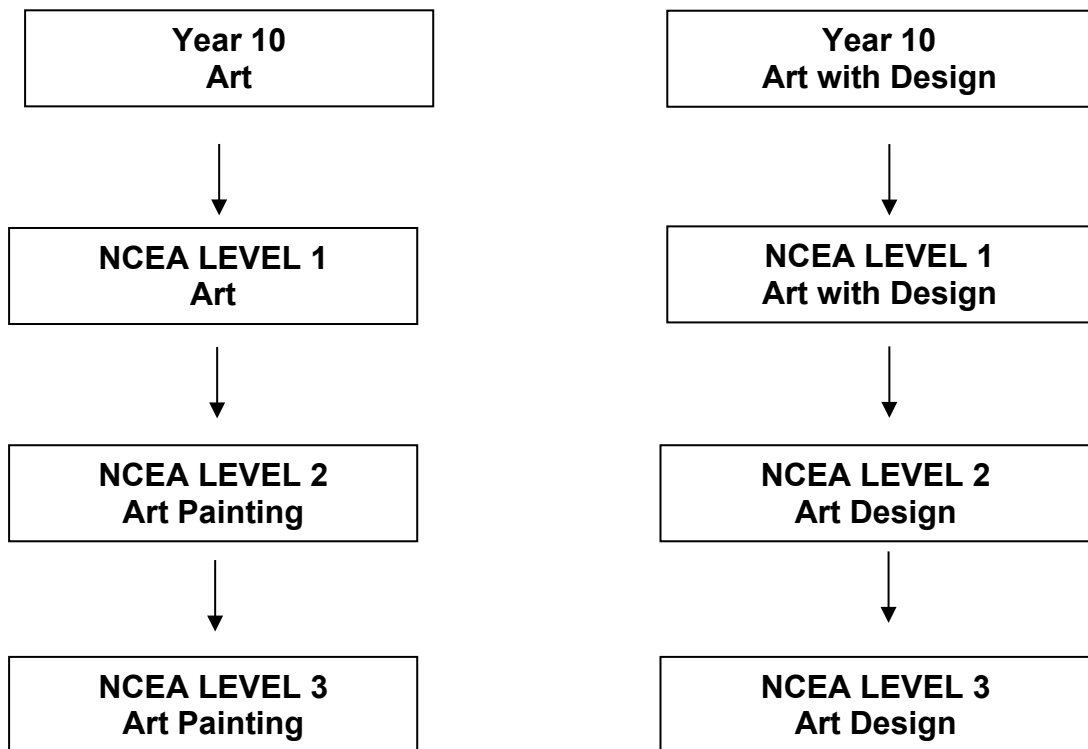 Year 10
Art
Year 10
Art with Design
NCEA LEVEL 1
Art
NCEA LEVEL 1
Art with Design
NCEA LEVEL 2
Art Painting
NCEA LEVEL 2
Art Design
NCEA LEVEL 3
Art Painting
NCEA LEVEL 3
Art Design